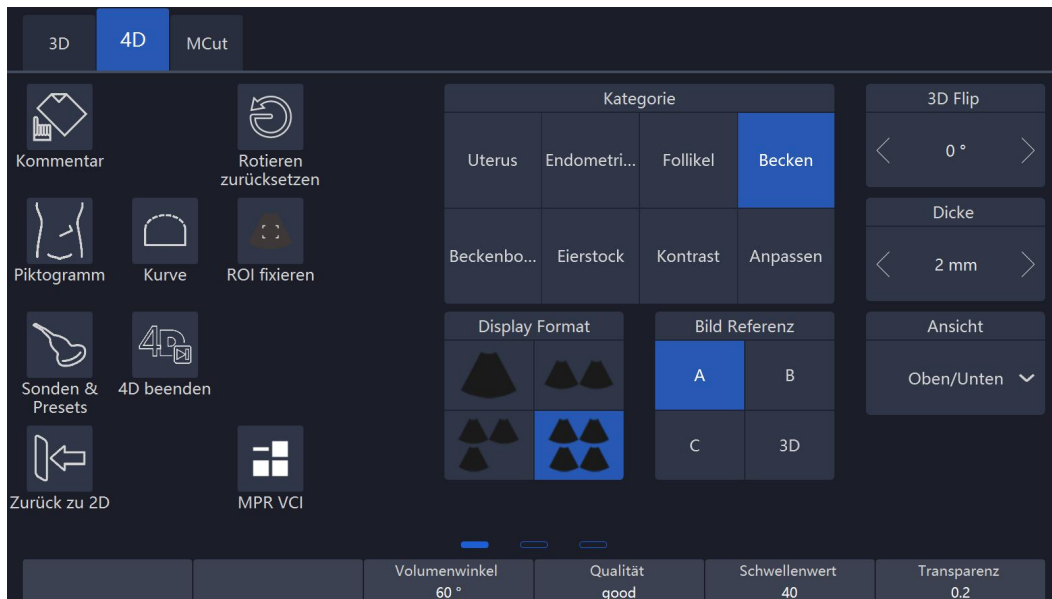 3D
4D
MCut
Kommentar
Rotieren
zurücksetzen
Piktogramm
Kurve
ROI fixieren
Sonden &
Presets
4D beenden
4D
Zurück zu 2D
MPR VCI
Kategorie
Uterus
Endometri...
Follikel
Becken
Beckenbo...
Eierstock
Kontrast
Anpassen
Display Format
Bild Referenz
A
B
C
3D
3D Flip
0 °
Dicke
2 mm
Ansicht
Oben/Unten
Volumenwinkel
60 °
Qualität
good
Schwellenwert
40
Transparenz
0.2